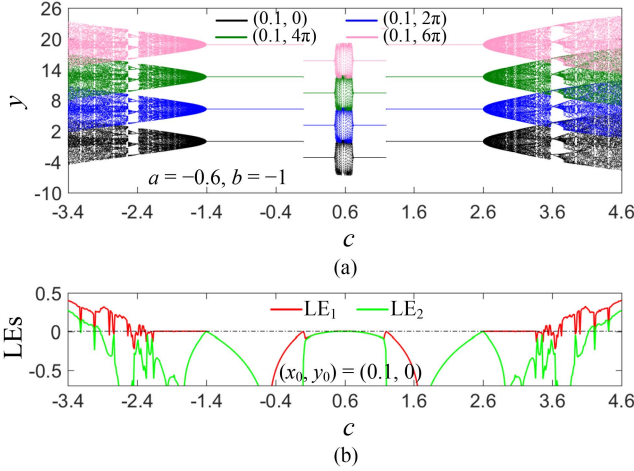 (0.1, 0) (0.1, 2π)
(0.1, 4π) (0.1, 6π)
26
20
14
8
2
-4
-10
y
a = −0.6, b = −1
-3.4 -2.4 -1.4 -0.4 0.6 1.6 2.6 3.6 4.6
c
(a)
0.5
0
-0.5
LEs
LE1 LE2
(x0, y0) = (0.1, 0)
-3.4 -2.4 -1.4 -0.4 0.6 1.6 2.6 3.6 4.6
c
(b)